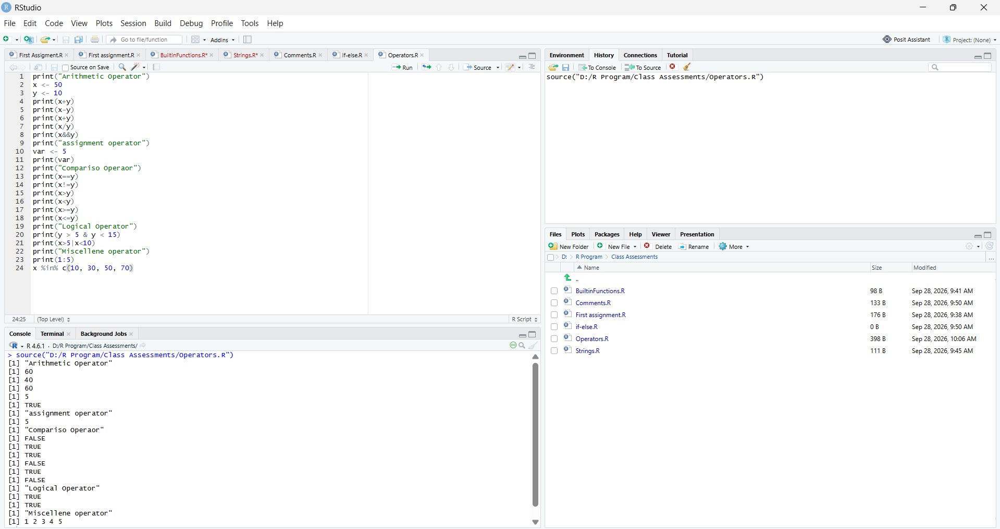 RStudio
File Edit Code View Plots Session Build Debug Profile Tools Help
Go to file/function Addins Posit Assistant Project: (None)
First Assigment.R First assignment.R BuiltinFunctions.R* Strings.R* Comments.R if-else.R Operators.R
Source on Save Run Source
1 print("Arithmetic Operator")
2 x <- 50
3 y <- 10
4 print(x+y)
5 print(x-y)
6 print(x+y)
7 print(x/y)
8 print(x&&y)
9 print("assignment operator")
10 var <- 5
11 print(var)
12 print("Compariso Operaor")
13 print(x==y)
14 print(x!=y)
15 print(x>y)
16 print(x<y)
17 print(x>=y)
18 print(x<=y)
19 print("Logical Operator")
20 print(y > 5 & y < 15)
21 print(x>5|x<10)
22 print("Miscellene operator")
23 print(1:5)
24 x %in% c(10, 30, 50, 70)
24:25 (Top Level) R Script
Console Terminal Background Jobs
R 4.6.1 · D:/R Program/Class Assessments/
> source("D:/R Program/Class Assessments/Operators.R")
[1] "Arithmetic Operator"
[1] 60
[1] 40
[1] 60
[1] 5
[1] TRUE
[1] "assignment operator"
[1] 5
[1] "Compariso Operaor"
[1] FALSE
[1] TRUE
[1] TRUE
[1] FALSE
[1] TRUE
[1] FALSE
[1] "Logical Operator"
[1] TRUE
[1] TRUE
[1] "Miscellene operator"
[1] 1 2 3 4 5
Environment History Connections Tutorial
To Console To Source
source("D:/R Program/Class Assessments/Operators.R")
Files Plots Packages Help Viewer Presentation
New Folder New File Delete Rename More
D: R Program Class Assessments ...
Name Size Modified
..
BuiltinFunctions.R 98 B Sep 28, 2026, 9:41 AM
Comments.R 133 B Sep 28, 2026, 9:50 AM
First assignment.R 176 B Sep 28, 2026, 9:38 AM
if-else.R 0 B Sep 28, 2026, 9:50 AM
Operators.R 398 B Sep 28, 2026, 10:06 AM
Strings.R 111 B Sep 28, 2026, 9:45 AM